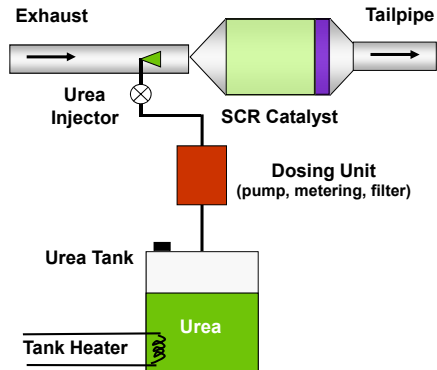 Exhaust
Tailpipe
Urea
Injector
SCR Catalyst
Dosing Unit
(pump, metering, filter)
Urea Tank
Urea
Tank Heater